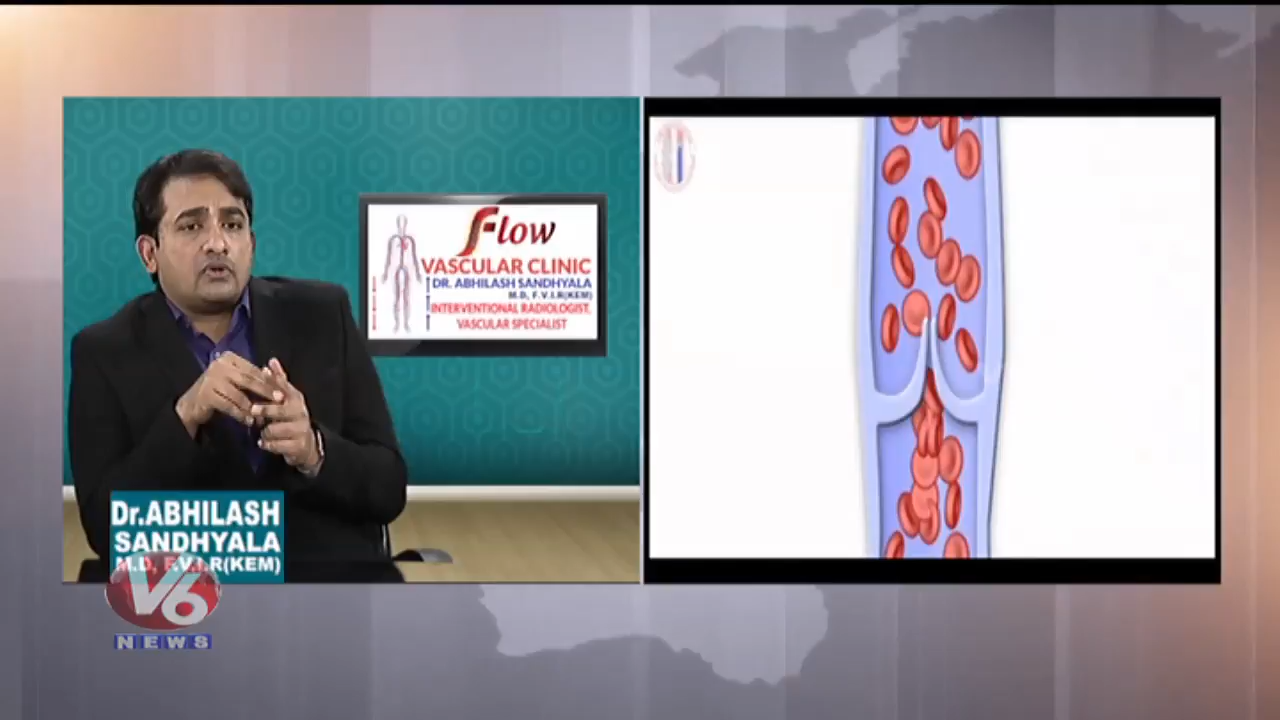 Flow
VASCULAR CLINIC
DR. ABHILASH SANDHYALA
M.D, F.V.I.R(KEM)
INTERVENTIONAL RADIOLOGIST,
VASCULAR SPECIALIST
Dr.ABHILASH
SANDHYALA
M.D, F.V.I.R(KEM)
V6
NEWS